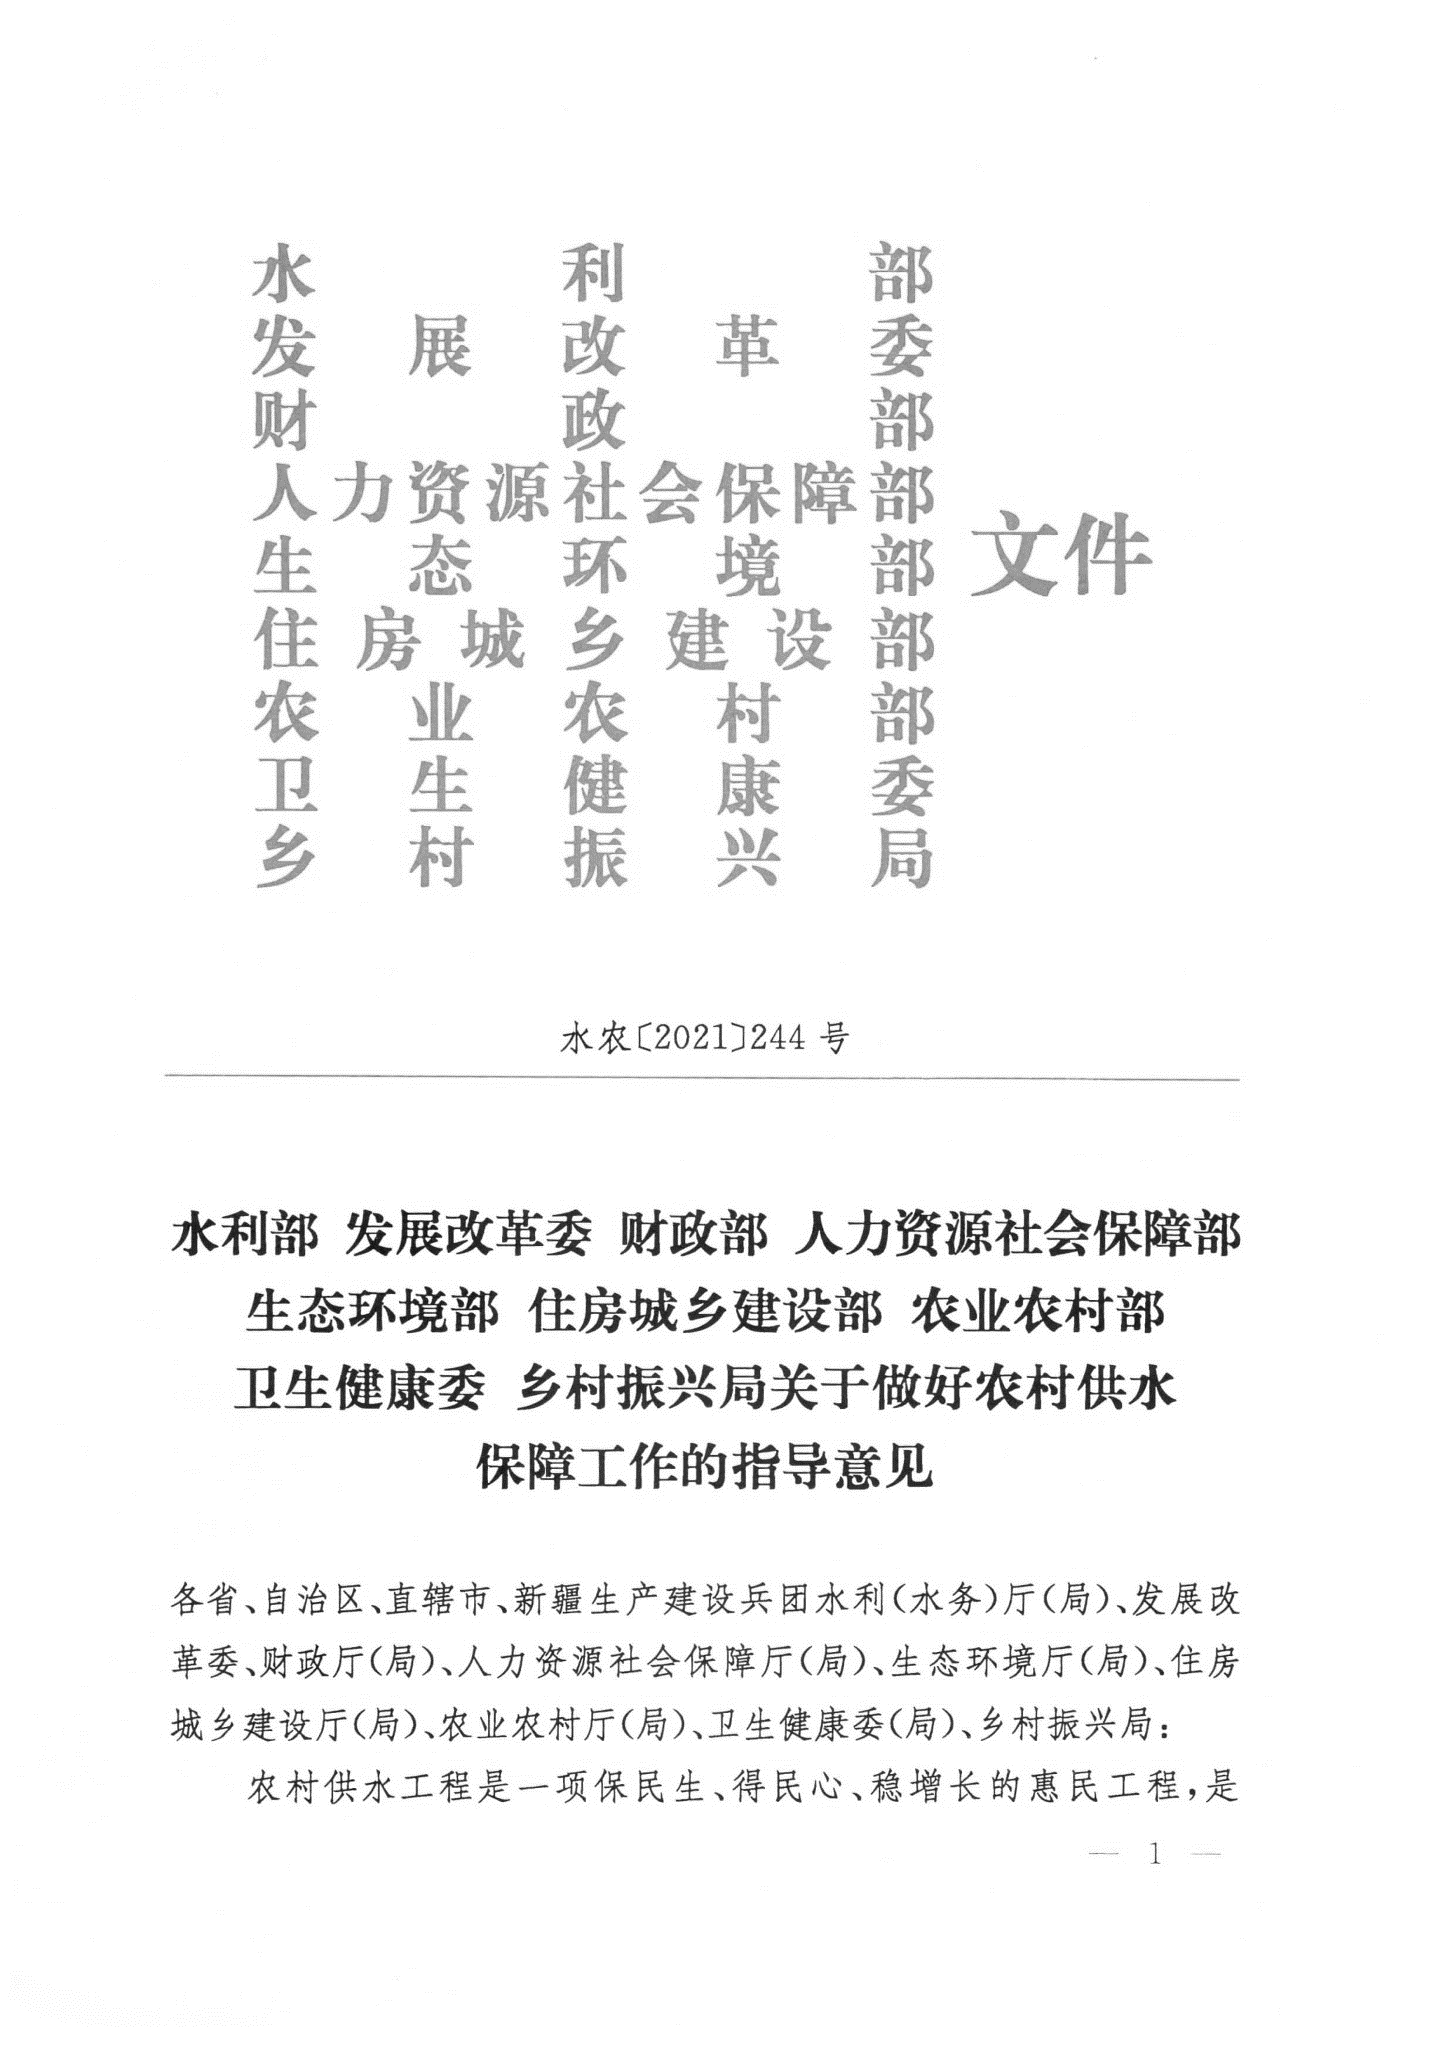 水利部
发展改革委
财政部
人力资源社会保障部
生态环境部
住房城乡建设部
农业农村部
卫生健康委
乡村振兴局
文件
水农〔2021〕244 号
水利部 发展改革委 财政部 人力资源社会保障部
生态环境部 住房城乡建设部 农业农村部
卫生健康委 乡村振兴局关于做好农村供水
保障工作的指导意见
各省、自治区、直辖市、新疆生产建设兵团水利(水务)厅(局)、发展改
革委、财政厅(局)、人力资源社会保障厅(局)、生态环境厅(局)、住房
城乡建设厅(局)、农业农村厅(局)、卫生健康委(局)、乡村振兴局:
农村供水工程是一项保民生、得民心、稳增长的惠民工程,是
— 1 —